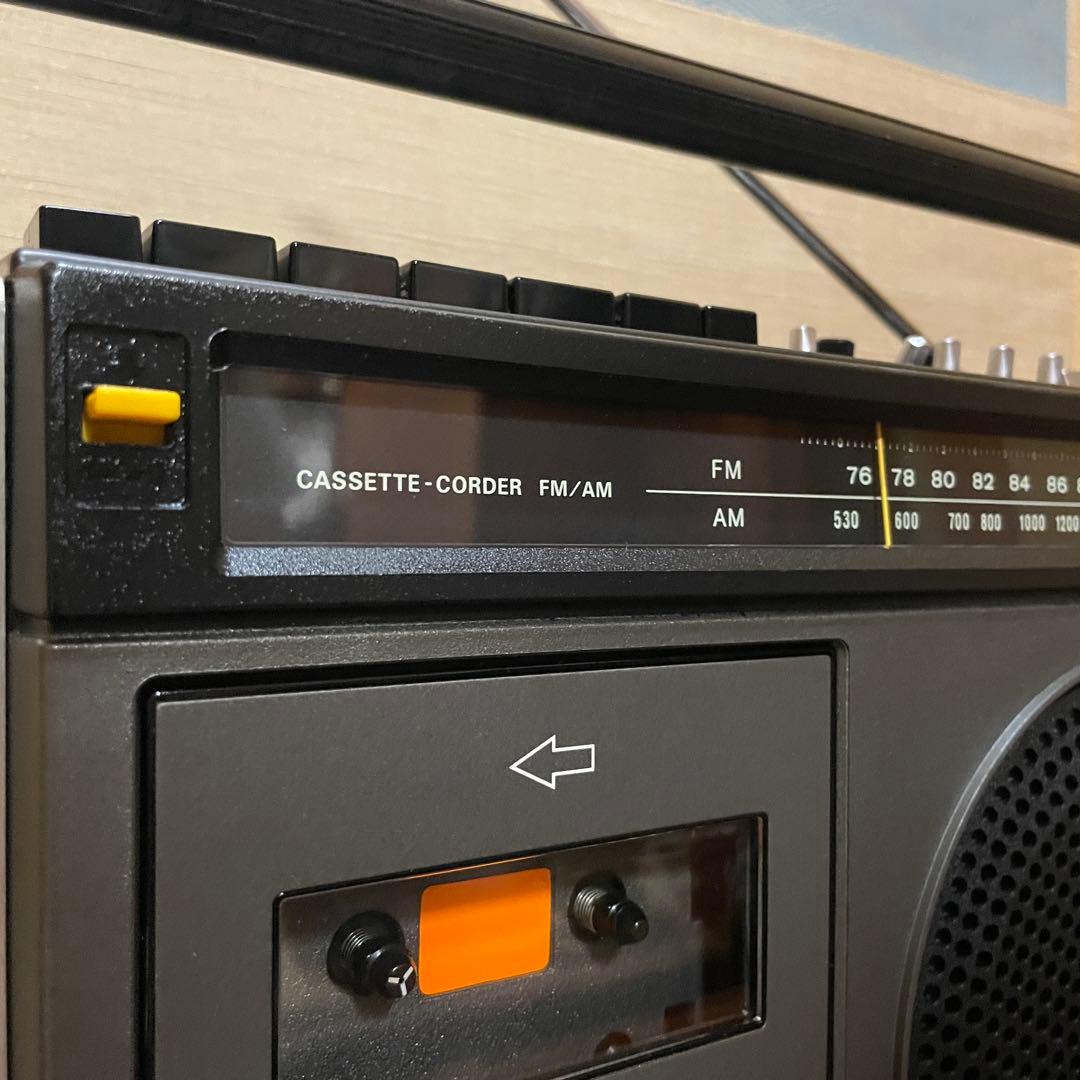 CASSETTE-CORDER FM/AM
FM 76 78 80 82 84 86
AM 530 600 700 800 1000 1200